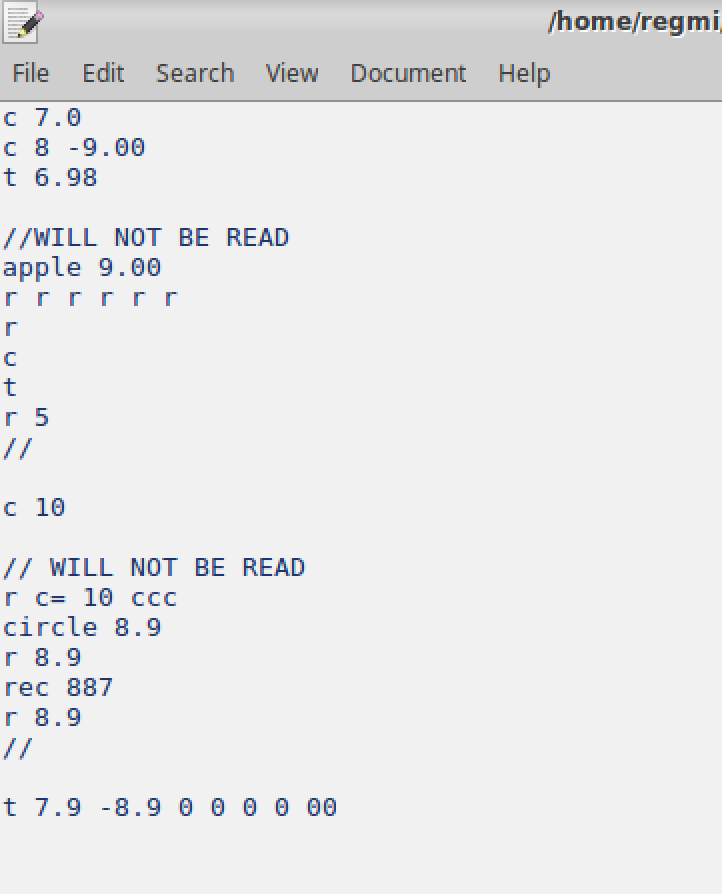 /home/regmi
File Edit Search View Document Help
c 7.0
c 8 -9.00
t 6.98
//WILL NOT BE READ
apple 9.00
r r r r r r
r
c
t
r 5
//
c 10
// WILL NOT BE READ
r c= 10 ccc
circle 8.9
r 8.9
rec 887
r 8.9
//
t 7.9 -8.9 0 0 0 0 00